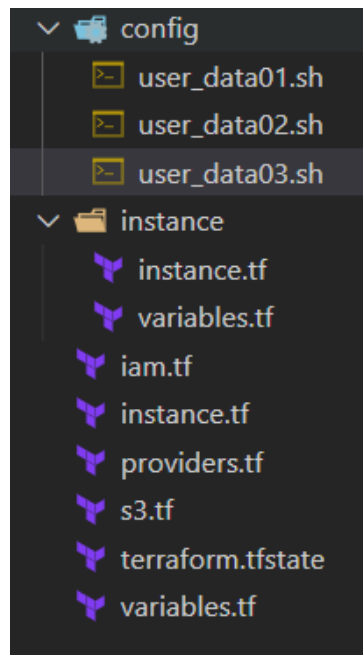 config
user_data01.sh
user_data02.sh
user_data03.sh
instance
instance.tf
variables.tf
iam.tf
instance.tf
providers.tf
s3.tf
terraform.tfstate
variables.tf